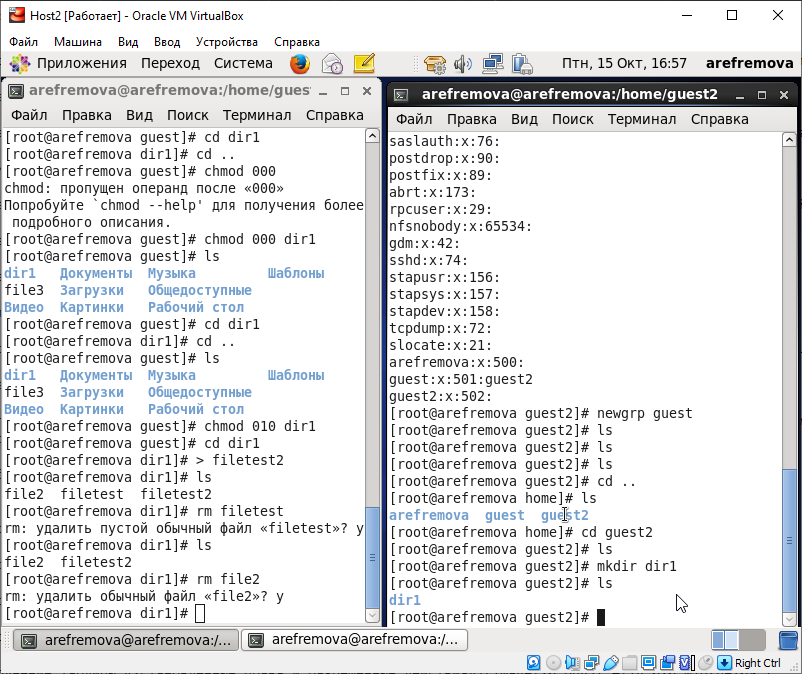 Host2 [Работает] - Oracle VM VirtualBox
Файл Машина Вид Ввод Устройства Справка
Приложения Переход Система Птн, 15 Окт, 16:57 arefremova
arefremova@arefremova:/home/gues
Файл Правка Вид Поиск Терминал Справка
[root@arefremova guest]# cd dir1
[root@arefremova dir1]# cd ..
[root@arefremova guest]# chmod 000
chmod: пропущен операнд после «000»
Попробуйте `chmod --help' для получения более
подробного описания.
[root@arefremova guest]# chmod 000 dir1
[root@arefremova guest]# ls
dir1 Документы Музыка Шаблоны
file3 Загрузки Общедоступные
Видео Картинки Рабочий стол
[root@arefremova guest]# cd dir1
[root@arefremova dir1]# cd ..
[root@arefremova guest]# ls
dir1 Документы Музыка Шаблоны
file3 Загрузки Общедоступные
Видео Картинки Рабочий стол
[root@arefremova guest]# chmod 010 dir1
[root@arefremova guest]# cd dir1
[root@arefremova dir1]# > filetest2
[root@arefremova dir1]# ls
file2 filetest filetest2
[root@arefremova dir1]# rm filetest
rm: удалить пустой обычный файл «filetest»? y
[root@arefremova dir1]# ls
file2 filetest2
[root@arefremova dir1]# rm file2
rm: удалить обычный файл «file2»? y
[root@arefremova dir1]#
arefremova@arefremova:/home/guest2
Файл Правка Вид Поиск Терминал Справка
saslauth:x:76:
postdrop:x:90:
postfix:x:89:
abrt:x:173:
rpcuser:x:29:
nfsnobody:x:65534:
gdm:x:42:
sshd:x:74:
stapusr:x:156:
stapsys:x:157:
stapdev:x:158:
tcpdump:x:72:
slocate:x:21:
arefremova:x:500:
guest:x:501:guest2
guest2:x:502:
[root@arefremova guest2]# newgrp guest
[root@arefremova guest2]# ls
[root@arefremova guest2]# ls
[root@arefremova guest2]# ls
[root@arefremova guest2]# cd ..
[root@arefremova home]# ls
arefremova guest guest2
[root@arefremova home]# cd guest2
[root@arefremova guest2]# ls
[root@arefremova guest2]# mkdir dir1
[root@arefremova guest2]# ls
dir1
[root@arefremova guest2]#
arefremova@arefremova:/... arefremova@arefremova:/...
Right Ctrl